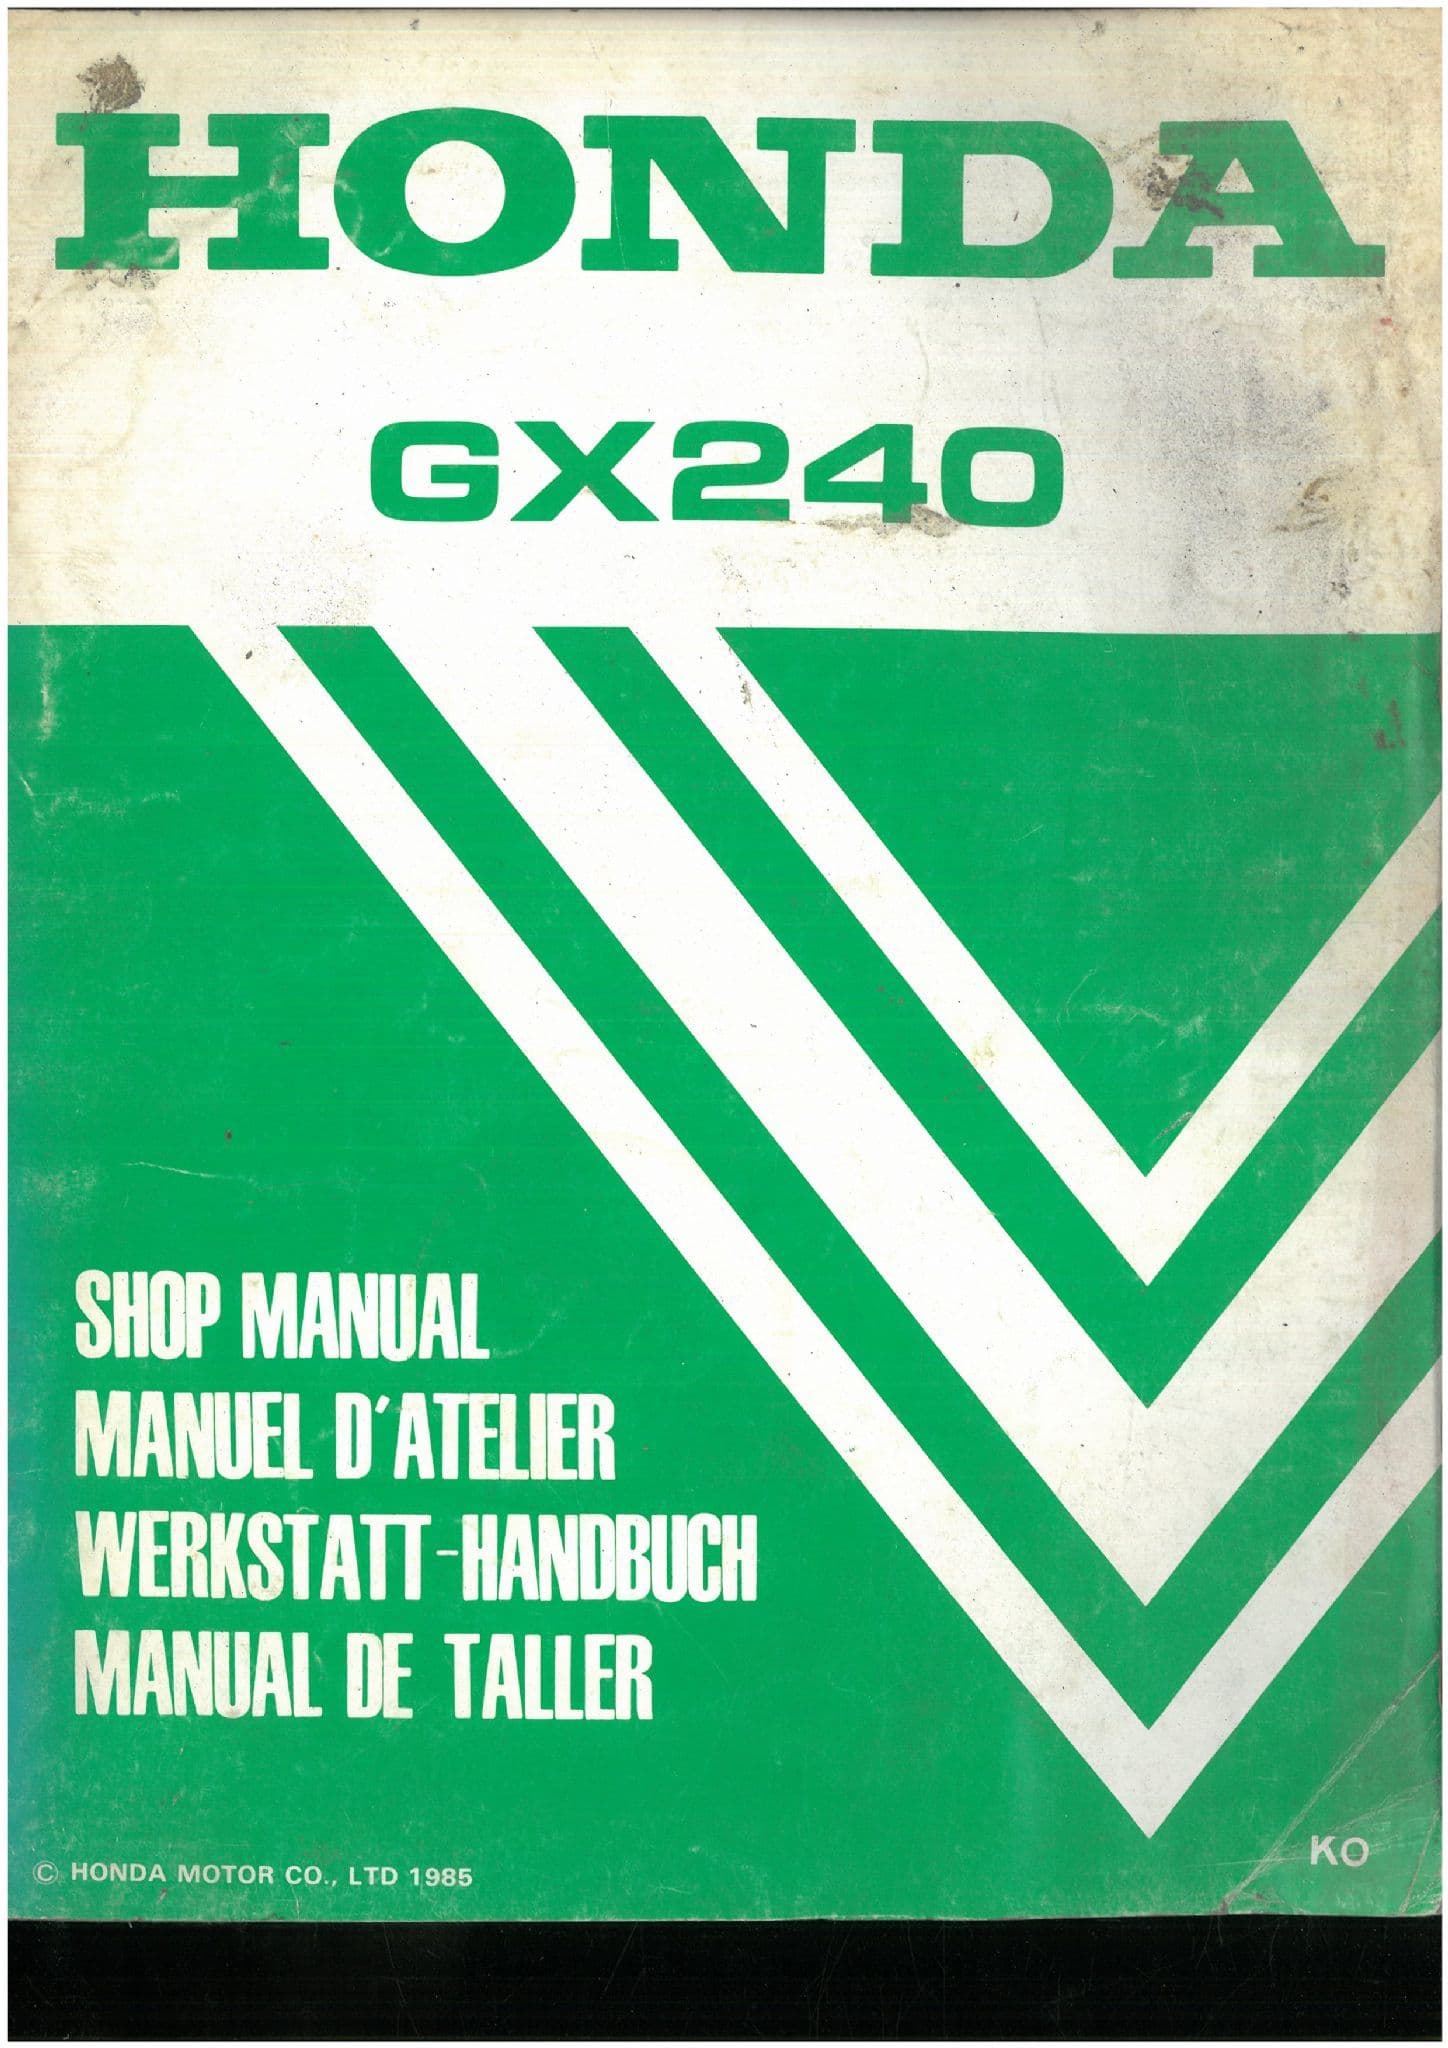 HONDA
GX240
SHOP MANUAL
MANUEL D'ATELIER
WERKSTATT-HANDBUCH
MANUAL DE TALLER
KO
© HONDA MOTOR CO., LTD 1985